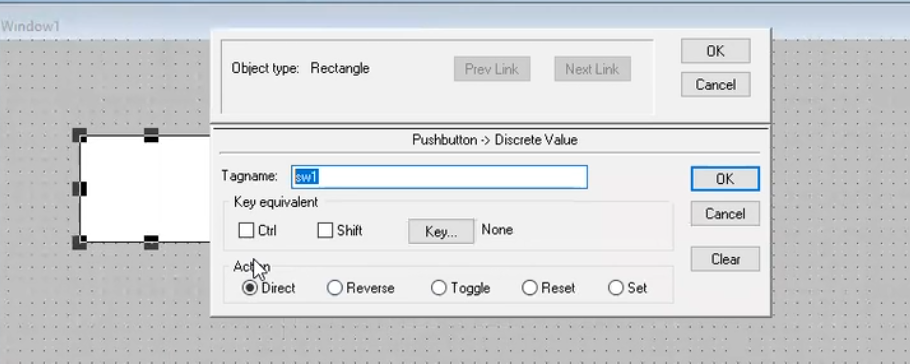 Window1
Object type: Rectangle
Prev Link
Next Link
OK
Cancel
Pushbutton -> Discrete Value
Tagname: sw1
OK
Key equivalent
Ctrl
Shift
Key...
None
Cancel
Action
Clear
Direct
Reverse
Toggle
Reset
Set